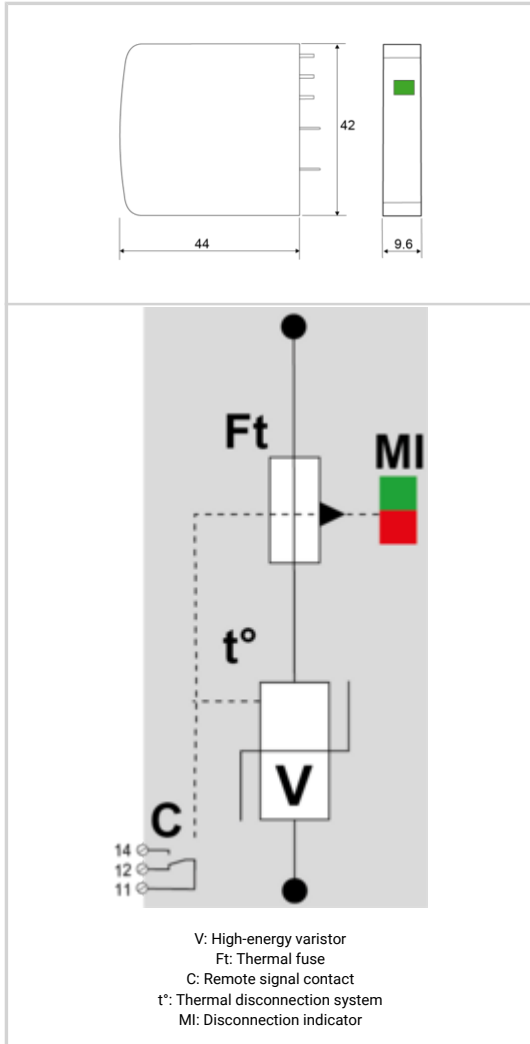 42
44
9.6
Ft
MI
t°
V
C
14
12
11
V: High-energy varistor
Ft: Thermal fuse
C: Remote signal contact
t°: Thermal disconnection system
MI: Disconnection indicator